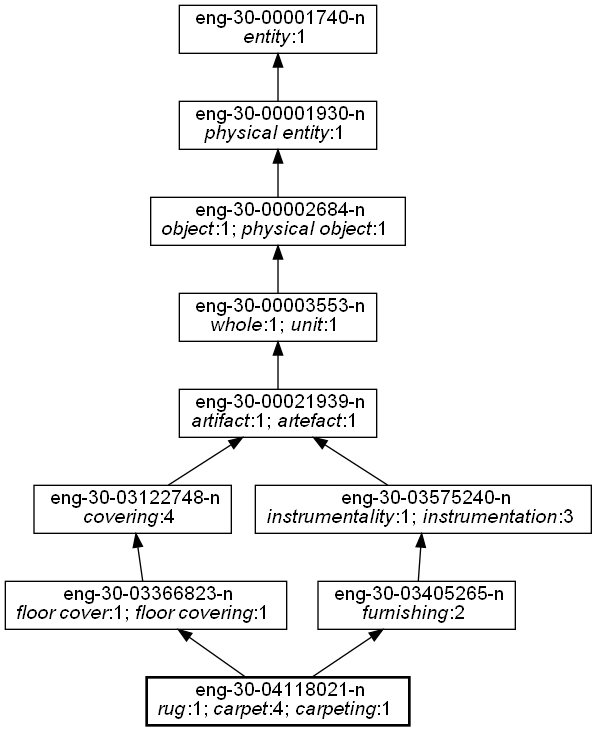 eng-30-00001740-n
entity:1
eng-30-00001930-n
physical entity:1
eng-30-00002684-n
object:1; physical object:1
eng-30-00003553-n
whole:1; unit:1
eng-30-00021939-n
artifact:1; artefact:1
eng-30-03122748-n
covering:4
eng-30-03575240-n
instrumentality:1; instrumentation:3
eng-30-03366823-n
floor cover:1; floor covering:1
eng-30-03405265-n
furnishing:2
eng-30-04118021-n
rug:1; carpet:4; carpeting:1